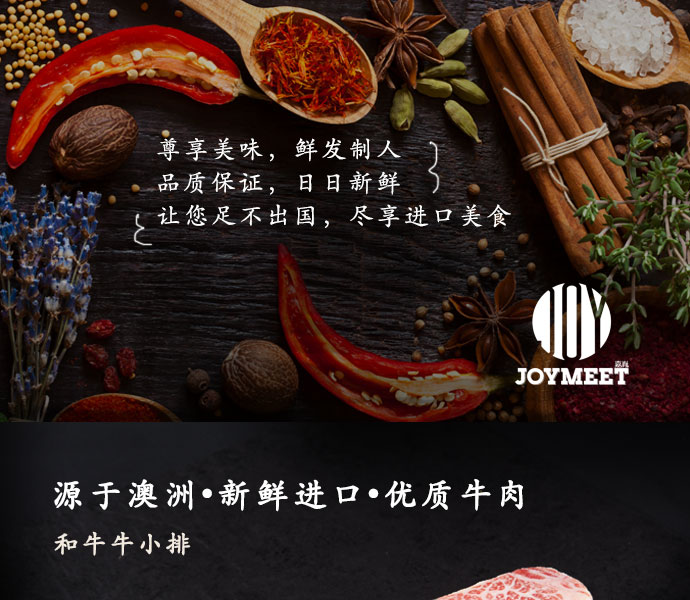 尊享美味，鲜发制人
品质保证，日日新鲜
让您足不出国，尽享进口美食
JOY
JOYMEET
源于澳洲•新鲜进口•优质牛肉
和牛牛小排